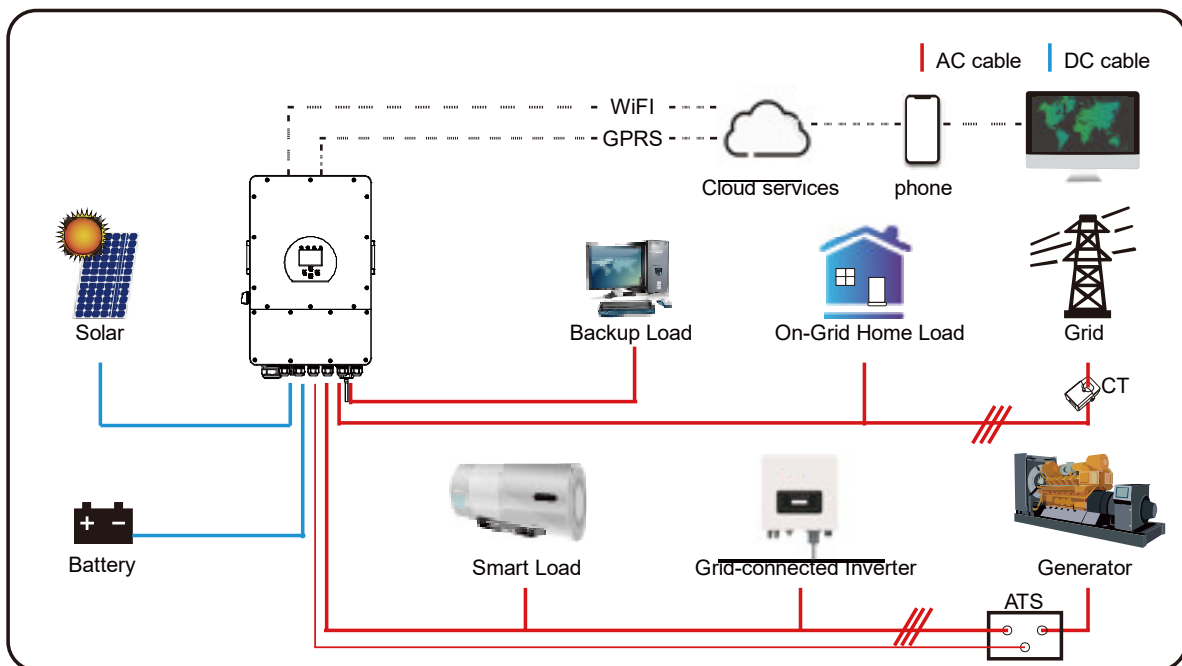 AC cable
DC cable
WiFI
GPRS
Cloud services
phone
Solar
Backup Load
On-Grid Home Load
Grid
CT
+ -
Battery
Smart Load
Grid-connected Inverter
Generator
ATS